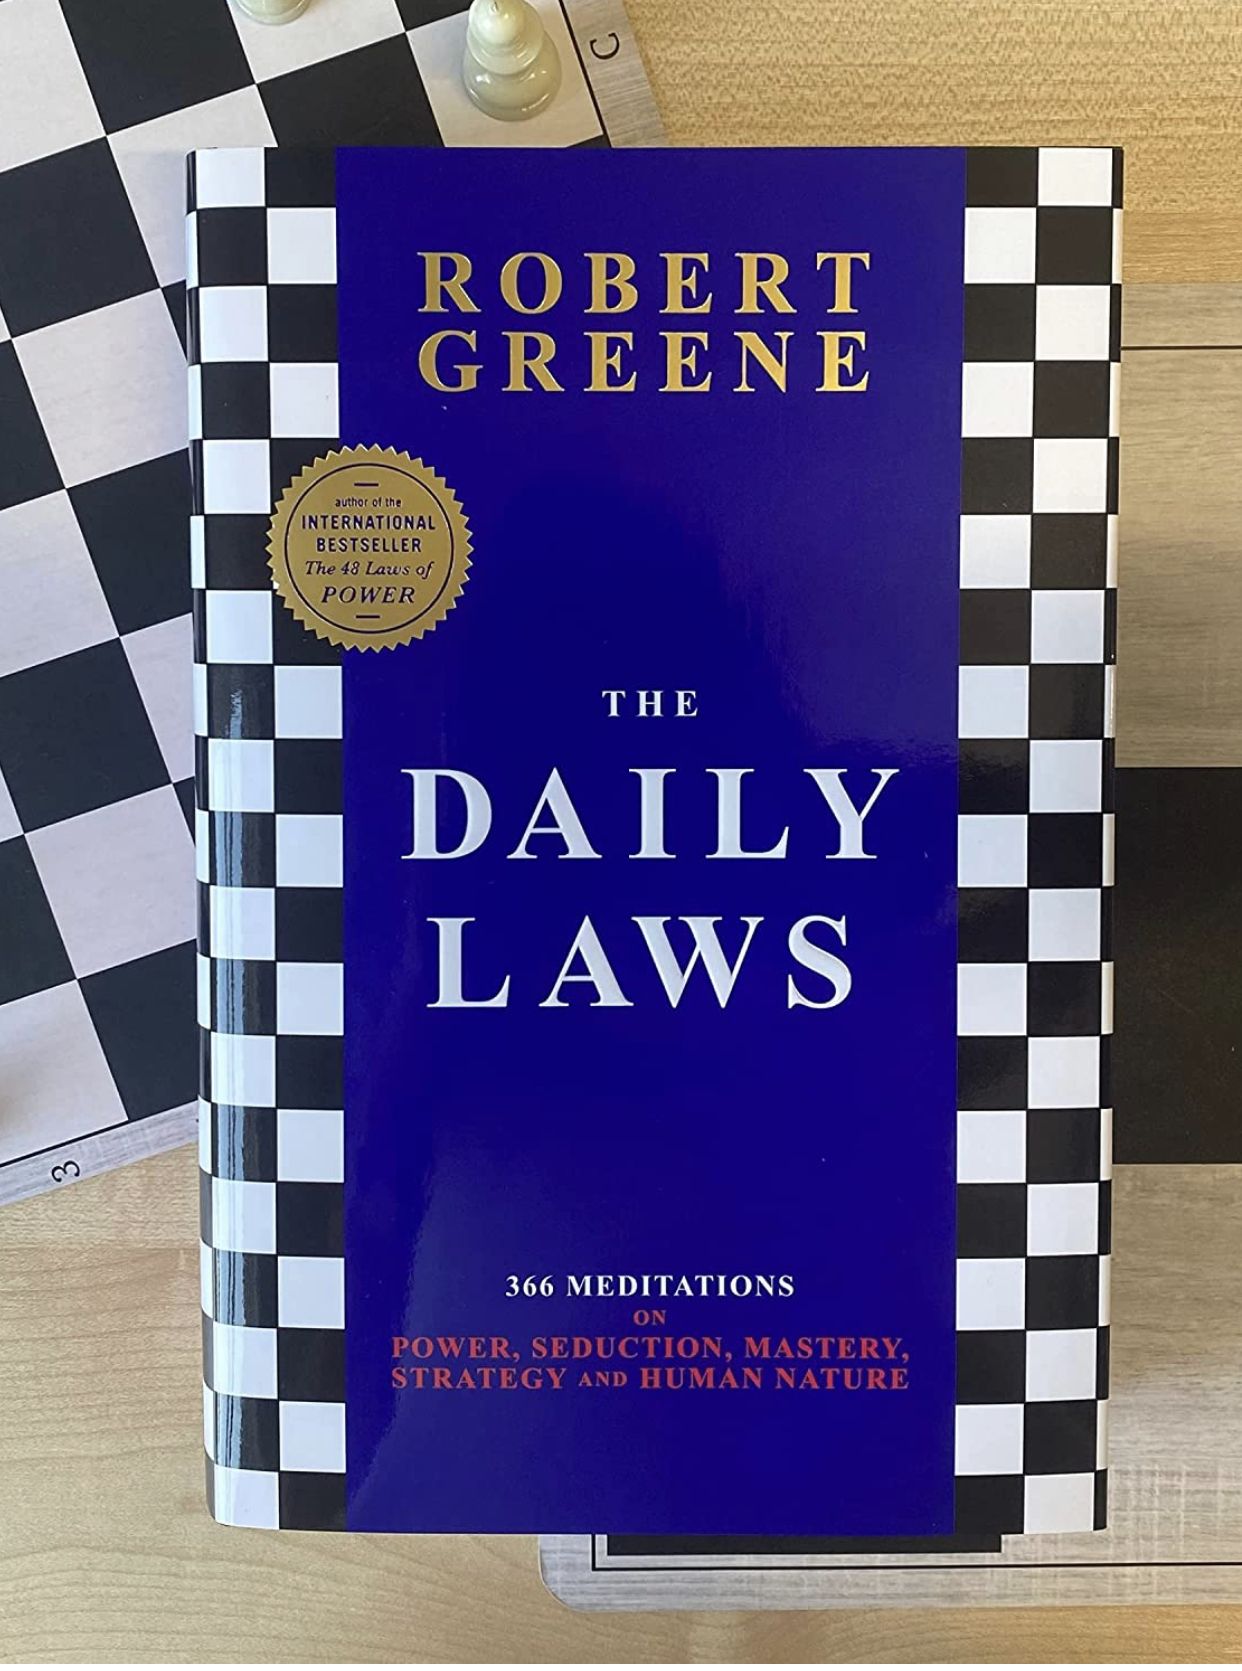 C
ROBERT
GREENE
author of the
INTERNATIONAL
BESTSELLER
The 48 Laws of
POWER
THE
DAILY
LAWS
3
366 MEDITATIONS
ON
POWER, SEDUCTION, MASTERY,
STRATEGY AND HUMAN NATURE